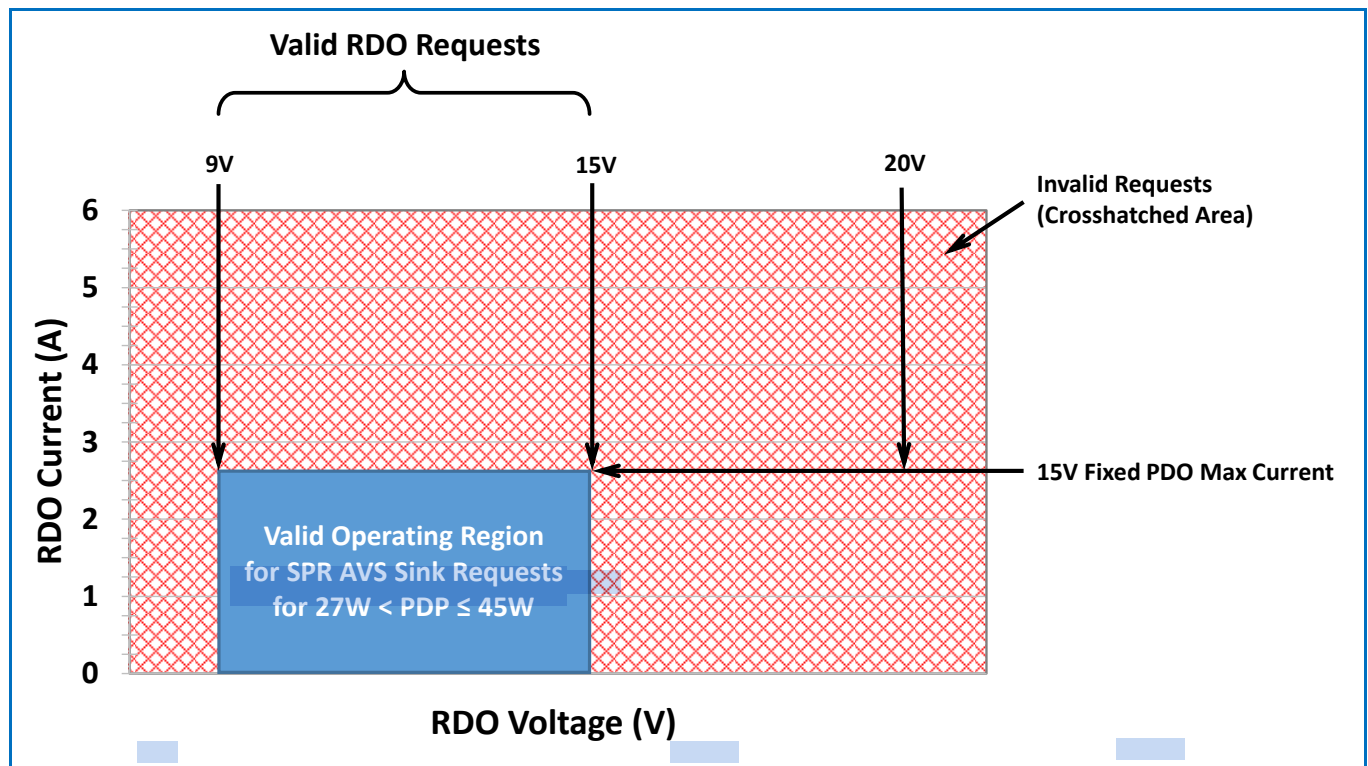 Valid RDO Requests
9V
15V
20V
Invalid Requests
(Crosshatched Area)
6
5
4
3
2
1
0
RDO Current (A)
15V Fixed PDO Max Current
Valid Operating Region
for SPR AVS Sink Requests
for 27W < PDP ≤ 45W
RDO Voltage (V)